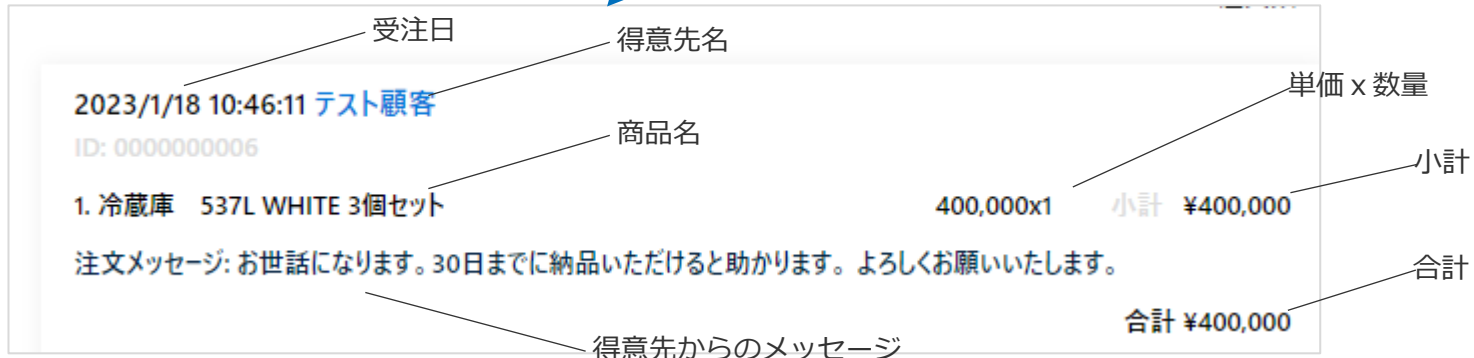 受注日
得意先名
単価 x 数量
2023/1/18 10:46:11 テスト顧客
商品名
ID: 0000000006
小計
1. 冷蔵庫　537L WHITE 3個セット 400,000x1 小計 ¥400,000
注文メッセージ: お世話になります。30日までに納品いただけると助かります。よろしくお願いいたします。
合計
合計 ¥400,000
得意先からのメッセージ